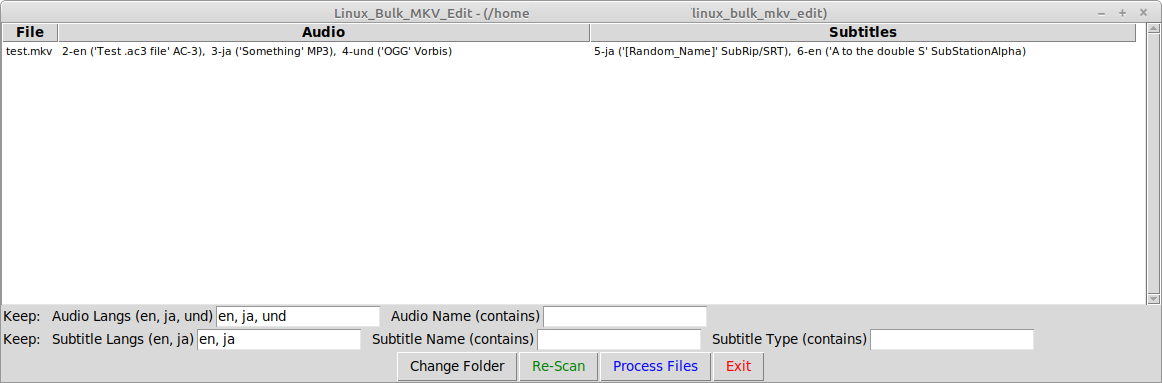 Linux_Bulk_MKV_Edit - (/home linux_bulk_mkv_edit)
File Audio Subtitles
test.mkv 2-en ('Test .ac3 file' AC-3), 3-ja ('Something' MP3), 4-und ('OGG' Vorbis) 5-ja ('[Random_Name]' SubRip/SRT), 6-en ('A to the double S' SubStationAlpha)
Keep: Audio Langs (en, ja, und) en, ja, und Audio Name (contains)
Keep: Subtitle Langs (en, ja) en, ja Subtitle Name (contains) Subtitle Type (contains)
Change Folder Re-Scan Process Files Exit